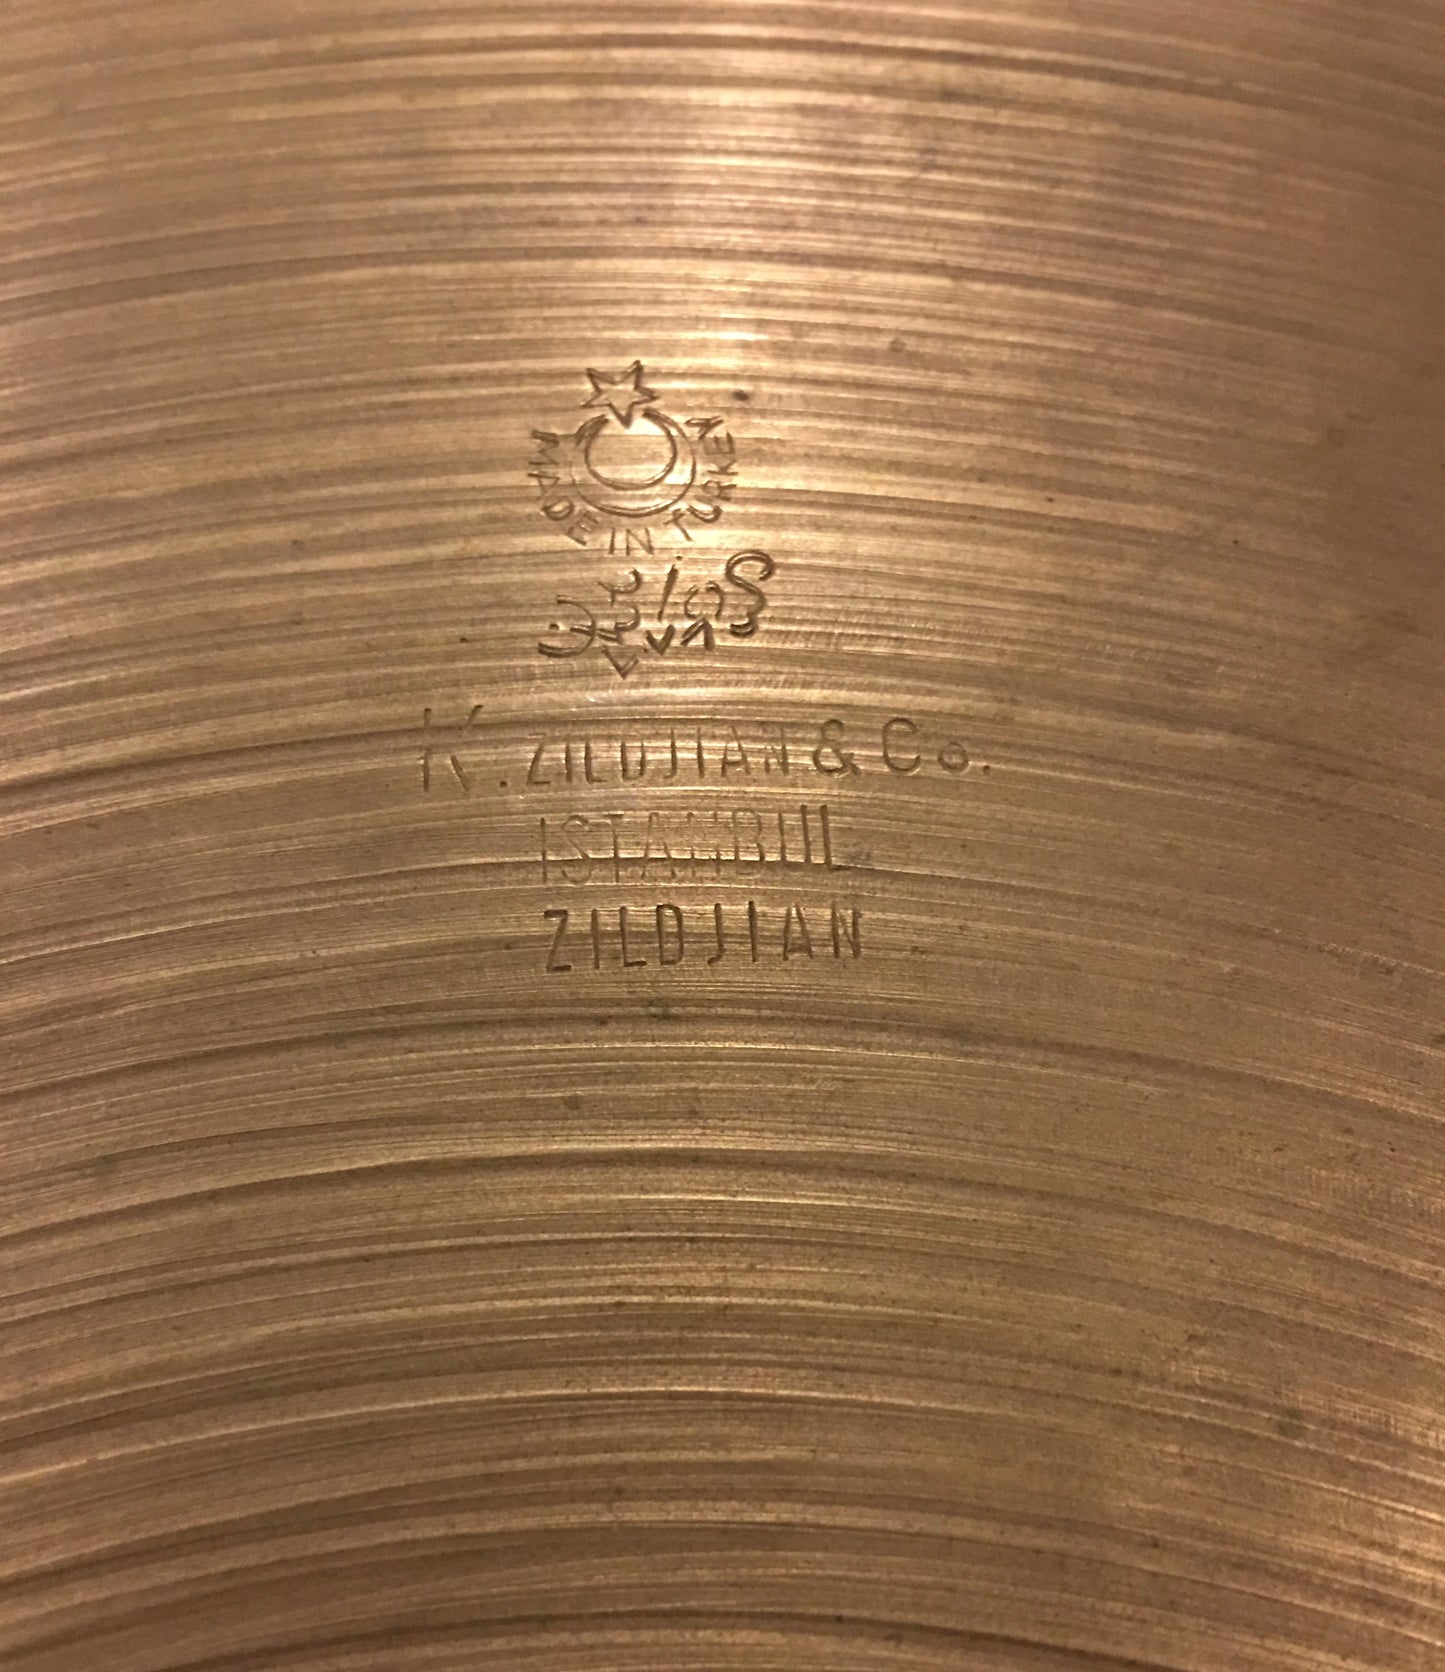 MADE IN TURKEY
K. ZILDJIAN & Co.
ISTANBUL
ZILDJIAN